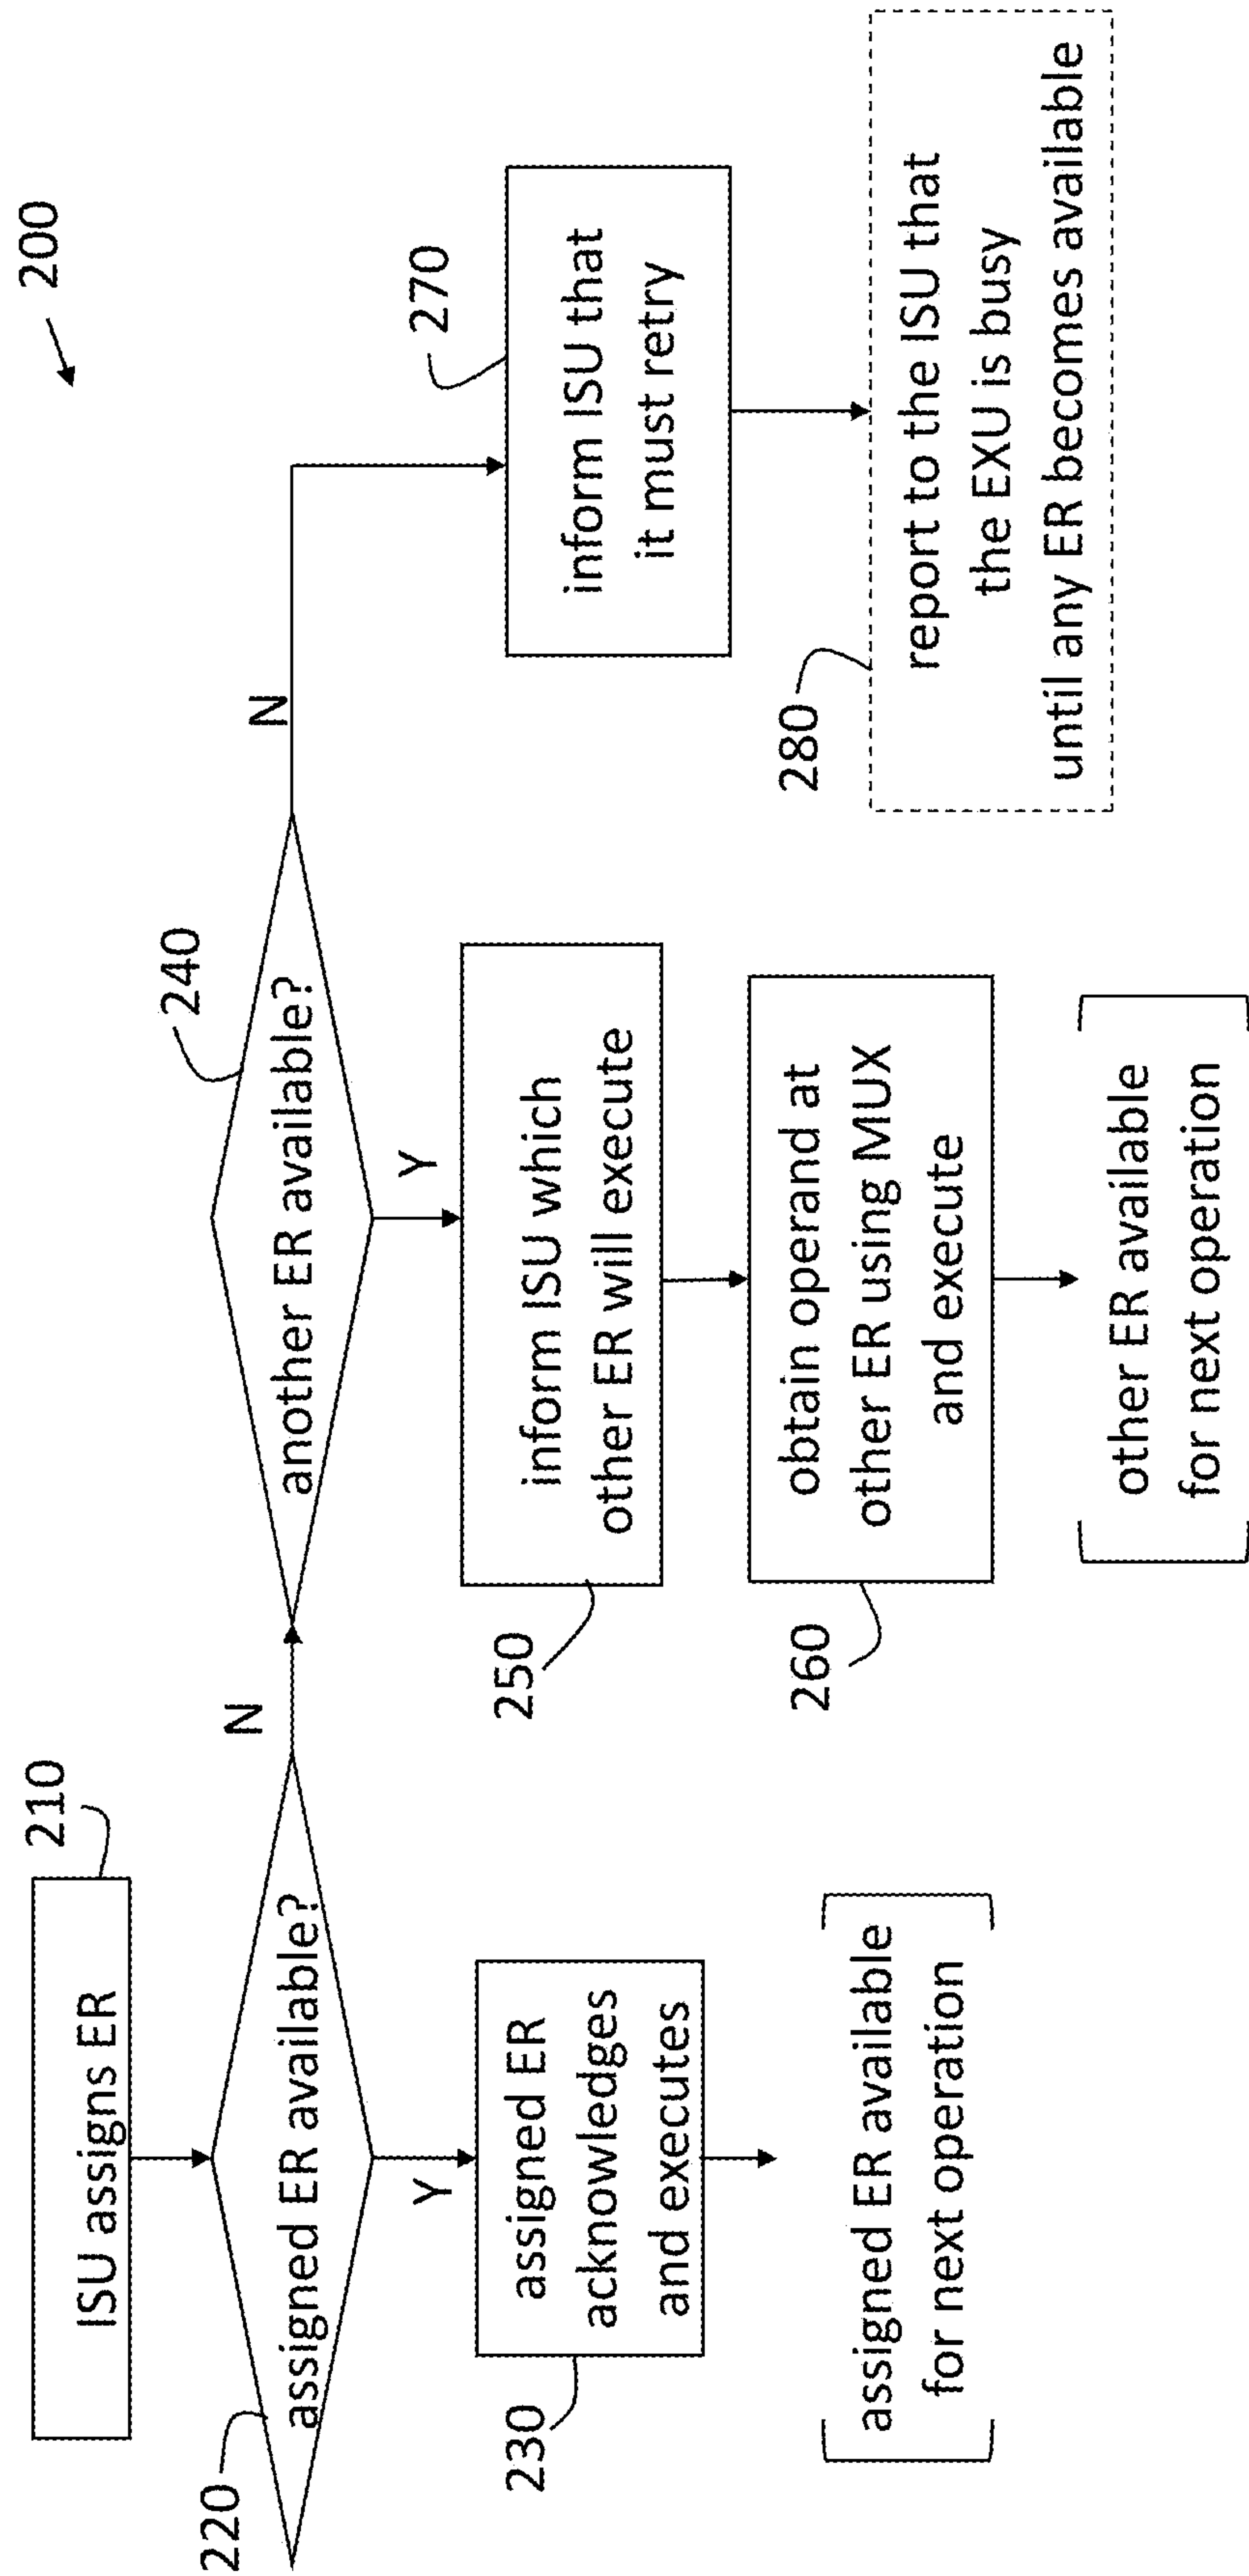 200
210
ISU assigns ER
220
assigned ER available?
N
Y
230
assigned ER
acknowledges
and executes
assigned ER available
for next operation
240
another ER available?
N
Y
250
inform ISU which
other ER will execute
260
obtain operand at
other ER using MUX
and execute
other ER available
for next operation
270
inform ISU that
it must retry
280
report to the ISU that
the EXU is busy
until any ER becomes available